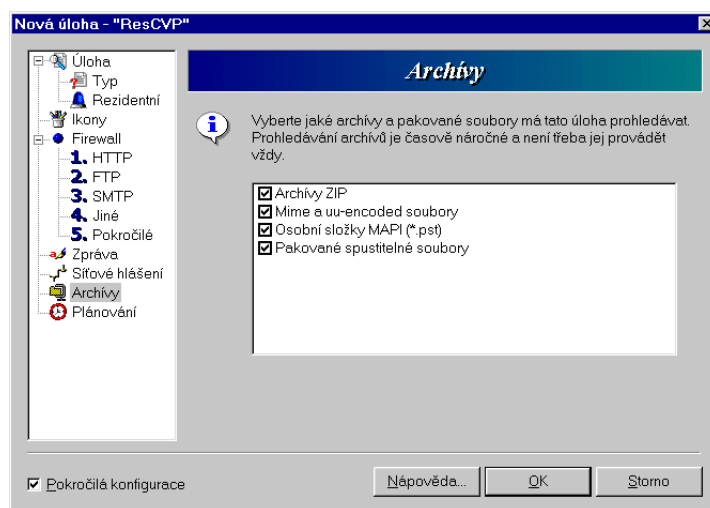 Nová úloha - "ResCVP"
Úloha
Typ
Rezidentní
Ikony
Firewall
1. HTTP
2. FTP
3. SMTP
4. Jiné
5. Pokročilé
Zpráva
Síťové hlášení
Archívy
Plánování
Archívy
Vyberte jaké archívy a pakované soubory má tato úloha prohledávat.
Prohledávání archívů je časově náročné a není třeba jej provádět
vždy.
Archívy ZIP
Mime a uu-encoded soubory
Osobní složky MAPI (*.pst)
Pakované spustitelné soubory
Pokročilá konfigurace
Nápověda...
OK
Storno